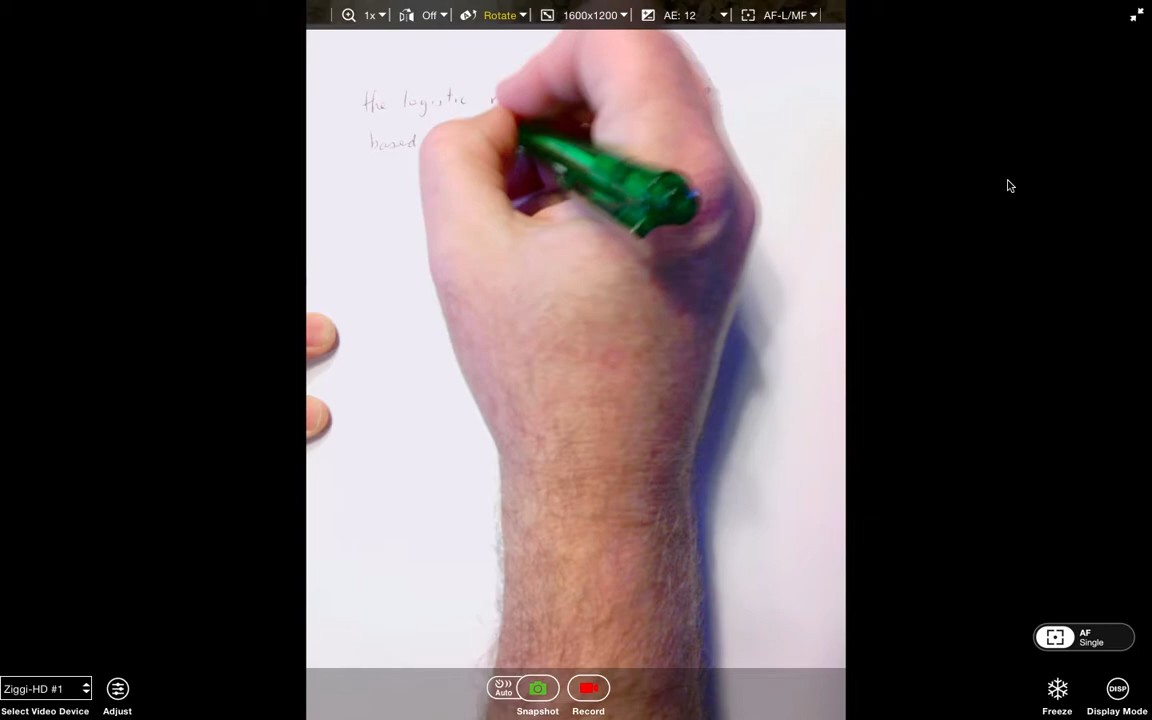 1x Off Rotate 1600x1200 AE: 12 AF-L/MF
the logistic
based
AF
Single
Ziggi-HD #1
Auto
Select Video Device Adjust Snapshot Record Freeze Display Mode
DISP